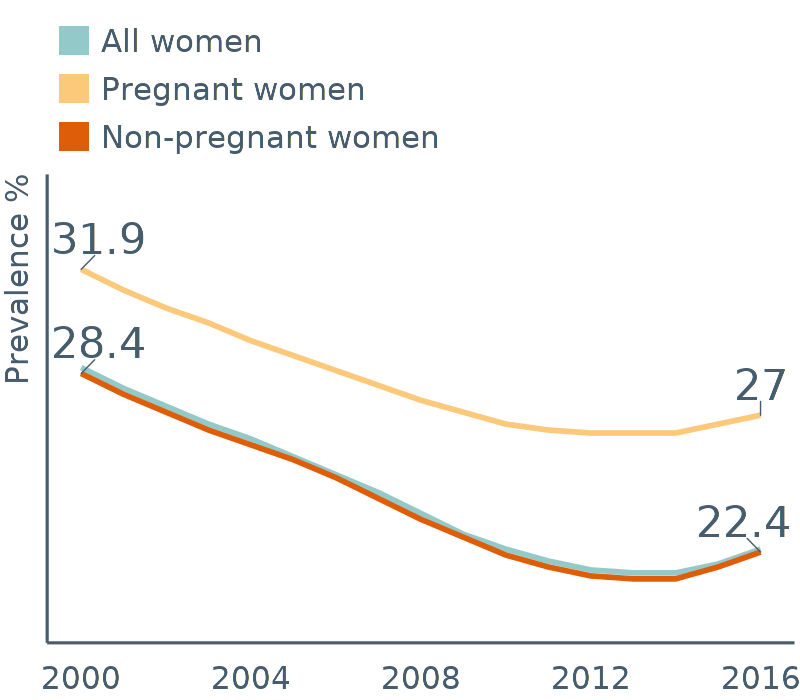 All women
Pregnant women
Non-pregnant women
Prevalence %
31.9
28.4
27
22.4
2000 2004 2008 2012 2016